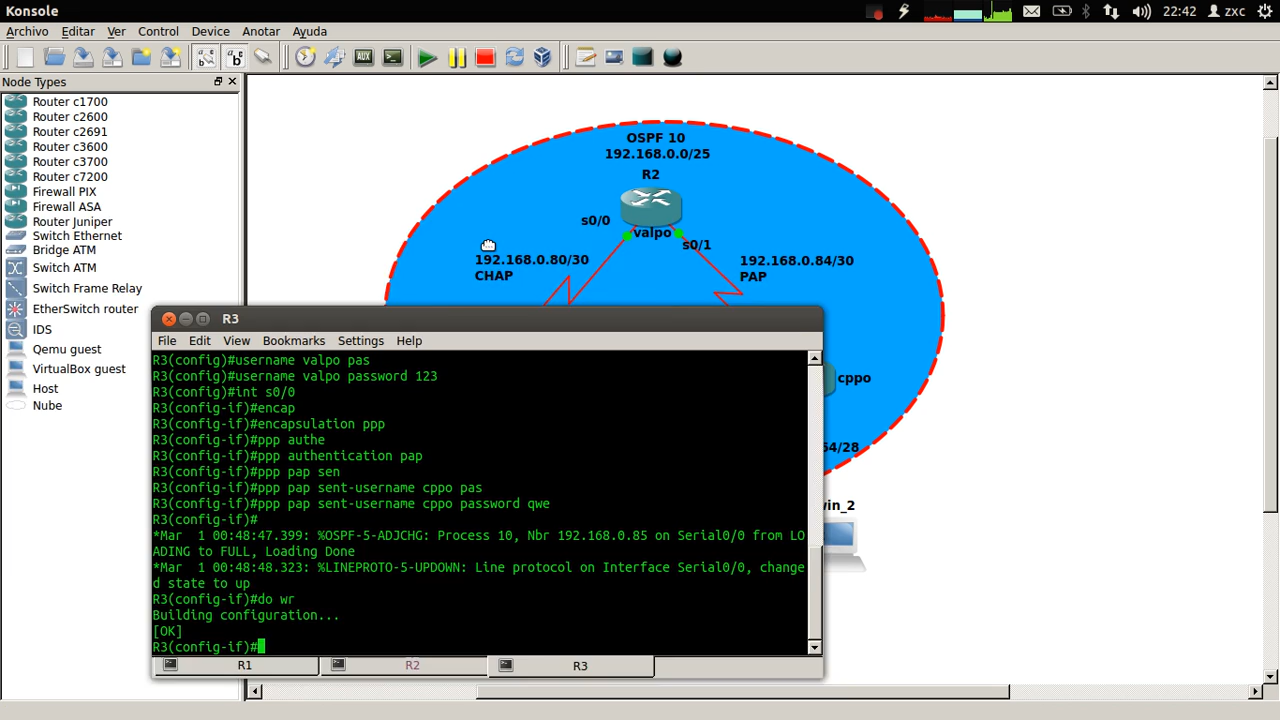 Konsole
22:42
zxc
Archivo Editar Ver Control Device Anotar Ayuda
AUX
Node Types
Router c1700
Router c2600
Router c2691
Router c3600
Router c3700
Router c7200
Firewall PIX
Firewall ASA
Router Juniper
Switch Ethernet
Bridge ATM
Switch ATM
Switch Frame Relay
EtherSwitch router
IDS
Qemu guest
VirtualBox guest
Host
Nube
OSPF 10
192.168.0.0/25
R2
s0/0
valpo
s0/1
192.168.0.80/30
CHAP
192.168.0.84/30
PAP
cppo
64/28
win_2
R3
File Edit View Bookmarks Settings Help
R3(config)#username valpo pas
R3(config)#username valpo password 123
R3(config)#int s0/0
R3(config-if)#encap
R3(config-if)#encapsulation ppp
R3(config-if)#ppp authe
R3(config-if)#ppp authentication pap
R3(config-if)#ppp pap sen
R3(config-if)#ppp pap sent-username cppo pas
R3(config-if)#ppp pap sent-username cppo password qwe
R3(config-if)#
*Mar  1 00:48:47.399: %OSPF-5-ADJCHG: Process 10, Nbr 192.168.0.85 on Serial0/0 from LO
ADING to FULL, Loading Done
*Mar  1 00:48:48.323: %LINEPROTO-5-UPDOWN: Line protocol on Interface Serial0/0, change
d state to up
R3(config-if)#do wr
Building configuration...
[OK]
R3(config-if)#
R1 R2 R3